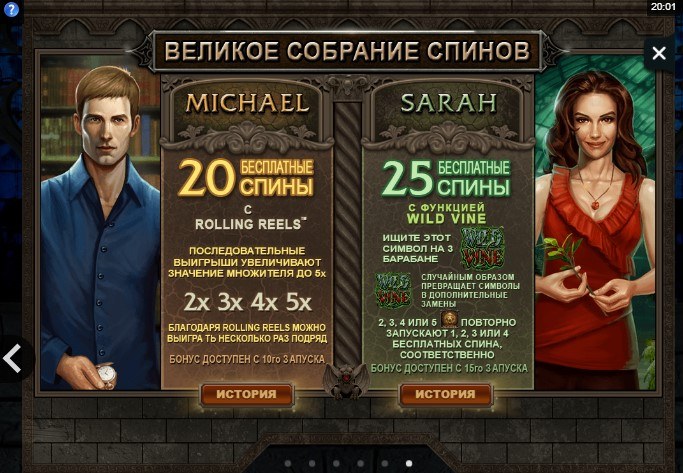 ?
20:01
ВЕЛИКОЕ СОБРАНИЕ СПИНОВ
×
MICHAEL
20 БЕСПЛАТНЫЕ СПИНЫ
С
ROLLING REELS™
ПОСЛЕДОВАТЕЛЬНЫЕ
ВЫИГРЫШИ УВЕЛИЧИВАЮТ
ЗНАЧЕНИЕ МНОЖИТЕЛЯ ДО 5x
2x 3x 4x 5x
БЛАГОДАРЯ ROLLING REELS МОЖНО
ВЫИГРА ТЬ НЕСКОЛЬКО РАЗ ПОДРЯД
БОНУС ДОСТУПЕН С 10го ЗАПУСКА
ИСТОРИЯ
SARAH
25 БЕСПЛАТНЫЕ СПИНЫ
С ФУНКЦИЕЙ
WILD VINE
ИЩИТЕ ЭТОТ
СИМВОЛ НА 3
БАРАБАНЕ
WILD VINE
WILD VINE
СЛУЧАЙНЫМ ОБРАЗОМ
ПРЕВРАЩАЕТ СИМВОЛЫ
В ДОПОЛНИТЕЛЬНЫЕ
ЗАМЕНЫ
2, 3, 4 ИЛИ 5 ПОВТОРНО
ЗАПУСКАЮТ 1, 2, 3 ИЛИ 4
БЕСПЛАТНЫХ СПИНА,
СООТВЕТСТВЕННО
БОНУС ДОСТУПЕН С 15го ЗАПУСКА
ИСТОРИЯ